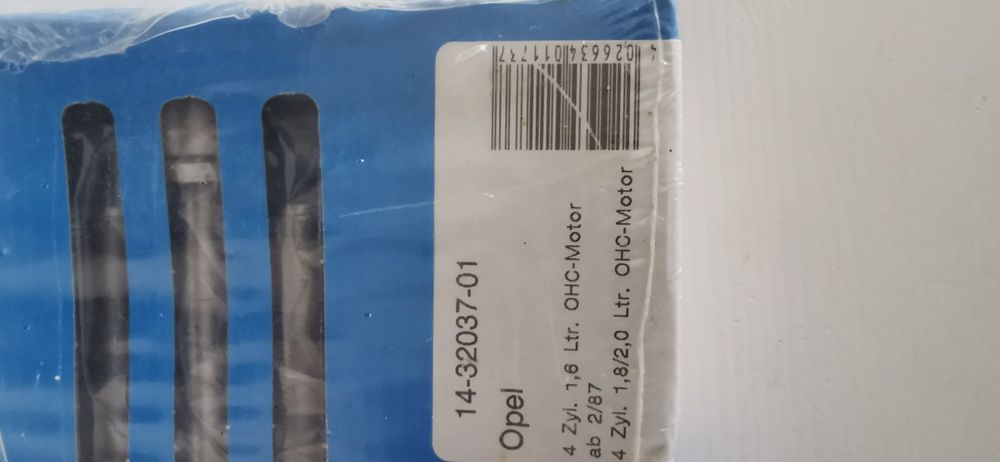 4 026634 011737
14-32037-01
Opel
4 Zyl. 1,6 Ltr. OHC-Motor
ab 2/87
4 Zyl. 1,8/2,0 Ltr. OHC-Motor